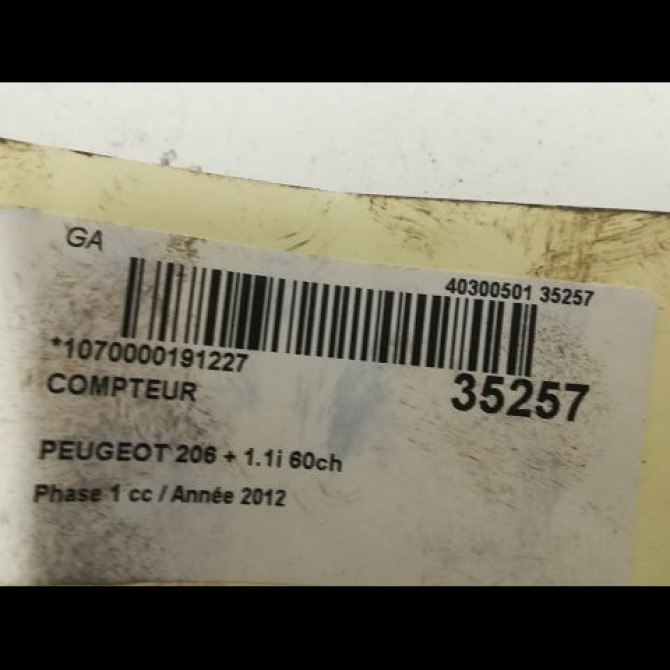 GA
40300501 35257
*1070000191227
COMPTEUR
35257
PEUGEOT 206 + 1.1i 60ch
Phase 1 cc / Année 2012